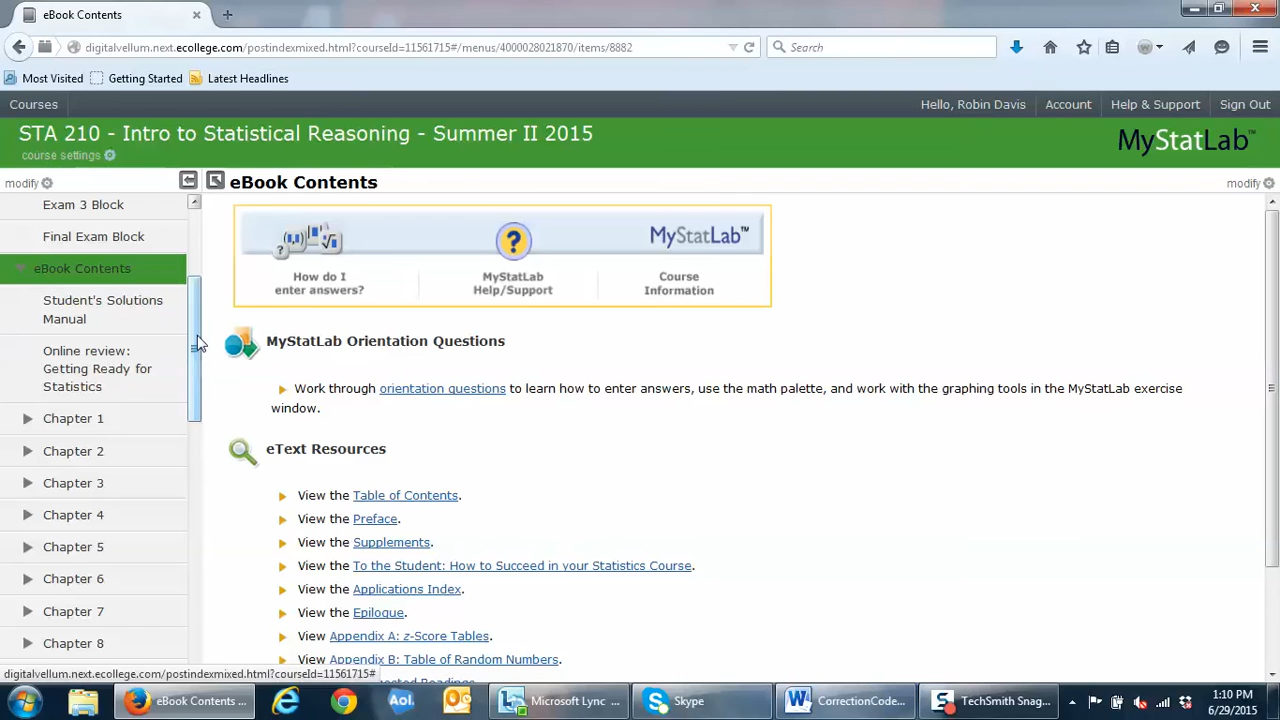 eBook Contents
digitalvellum.next.ecollege.com/postindexmixed.html?courseId=11561715#/menus/4000028021870/items/8882
Search
Most Visited
Getting Started
Latest Headlines
Courses
Hello, Robin Davis
Account
Help & Support
Sign Out
STA 210 - Intro to Statistical Reasoning - Summer II 2015
course settings
MyStatLab™
modify
eBook Contents
modify
Exam 3 Block
Final Exam Block
eBook Contents
Student's Solutions
Manual
Online review:
Getting Ready for
Statistics
Chapter 1
Chapter 2
Chapter 3
Chapter 4
Chapter 5
Chapter 6
Chapter 7
Chapter 8
MyStatLab™
How do I
enter answers?
MyStatLab
Help/Support
Course
Information
MyStatLab Orientation Questions
Work through orientation questions to learn how to enter answers, use the math palette, and work with the graphing tools in the MyStatLab exercise
window.
eText Resources
View the Table of Contents.
View the Preface.
View the Supplements.
View the To the Student: How to Succeed in your Statistics Course.
View the Applications Index.
View the Epilogue.
View Appendix A: z-Score Tables.
View Appendix B: Table of Random Numbers.
digitalvellum.next.ecollege.com/postindexmixed.html?courseId=11561715#
eBook Contents ...
Aol.
Microsoft Lync ...
Skype
CorrectionCode...
TechSmith Snag...
1:10 PM
6/29/2015